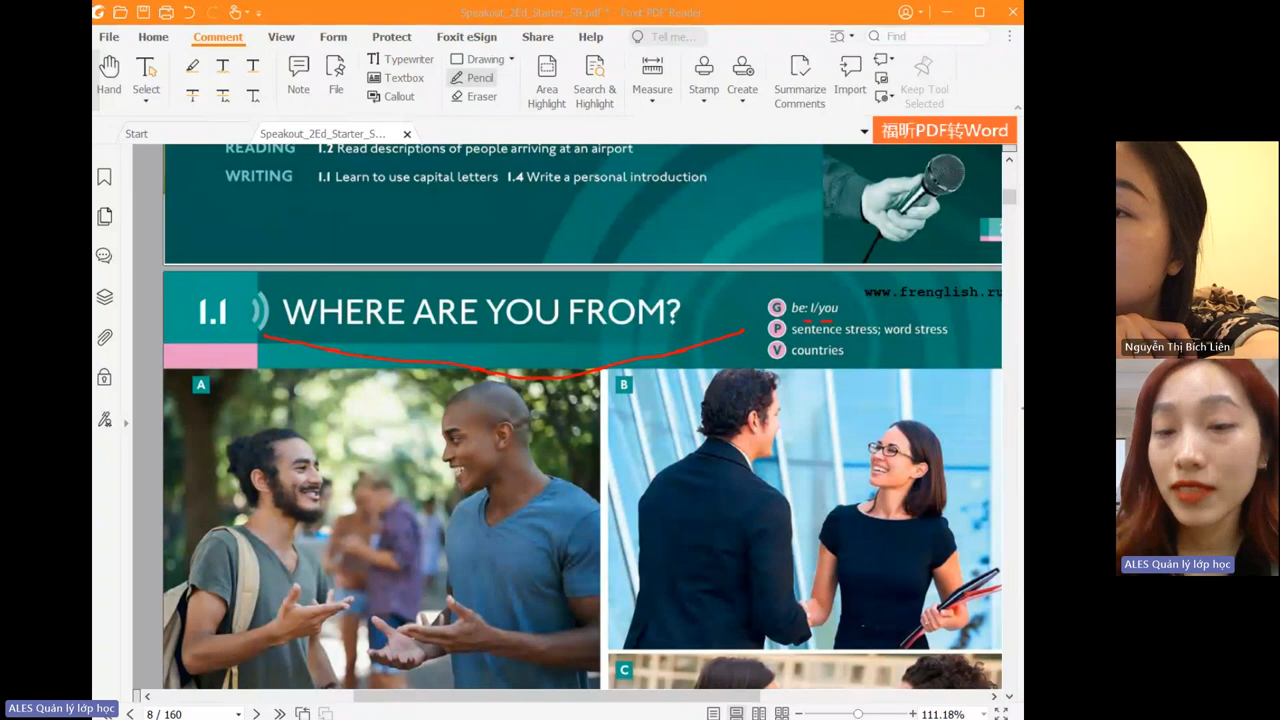 Speakout_2Ed_Starter_SB.pdf * - Foxit PDF Reader
File Home Comment View Form Protect Foxit eSign Share Help Tell me... Find
Hand
Select
Note
File
Typewriter
Textbox
Callout
Drawing
Pencil
Eraser
Area Highlight
Search & Highlight
Measure
Stamp
Create
Summarize Comments
Import
Keep Tool Selected
Start
Speakout_2Ed_Starter_S...
福昕PDF转Word
READING 1.2 Read descriptions of people arriving at an airport
WRITING 1.1 Learn to use capital letters 1.4 Write a personal introduction
www.frenglish.ru
1.1 WHERE ARE YOU FROM?
G be: I/you
P sentence stress; word stress
V countries
A
B
C
Nguyễn Thị Bích Liên
ALES Quản lý lớp học
ALES Quản lý lớp học
8 / 160
111.18%